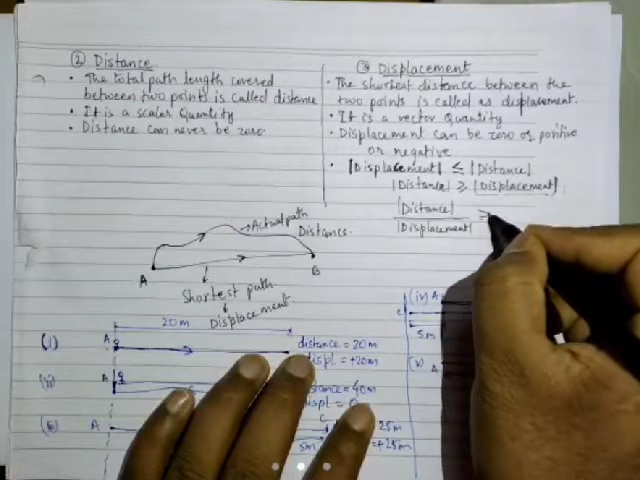 ② Distance
• The total path length covered
between two points is called distance
• It is a scalar Quantity
• Distance can never be zero.
③ Displacement
• The shortest distance between the
two points is called as displacement.
• It is a vector Quantity
• Displacement can be zero or positive
or negative
• |Displacement| ≤ |Distance|
|Distance| ≥ |Displacement|
|Distance|
|Displacement| ≥
Actual path
Distance.
A
B
Shortest path
Displacement
20 m
(i) A
distance = 20m
displ = +20m
(ii) A
distance = 40m
displ = 0
(iii) A
C
25m
5m = +25m
(iv) A
C
5m
(v) A